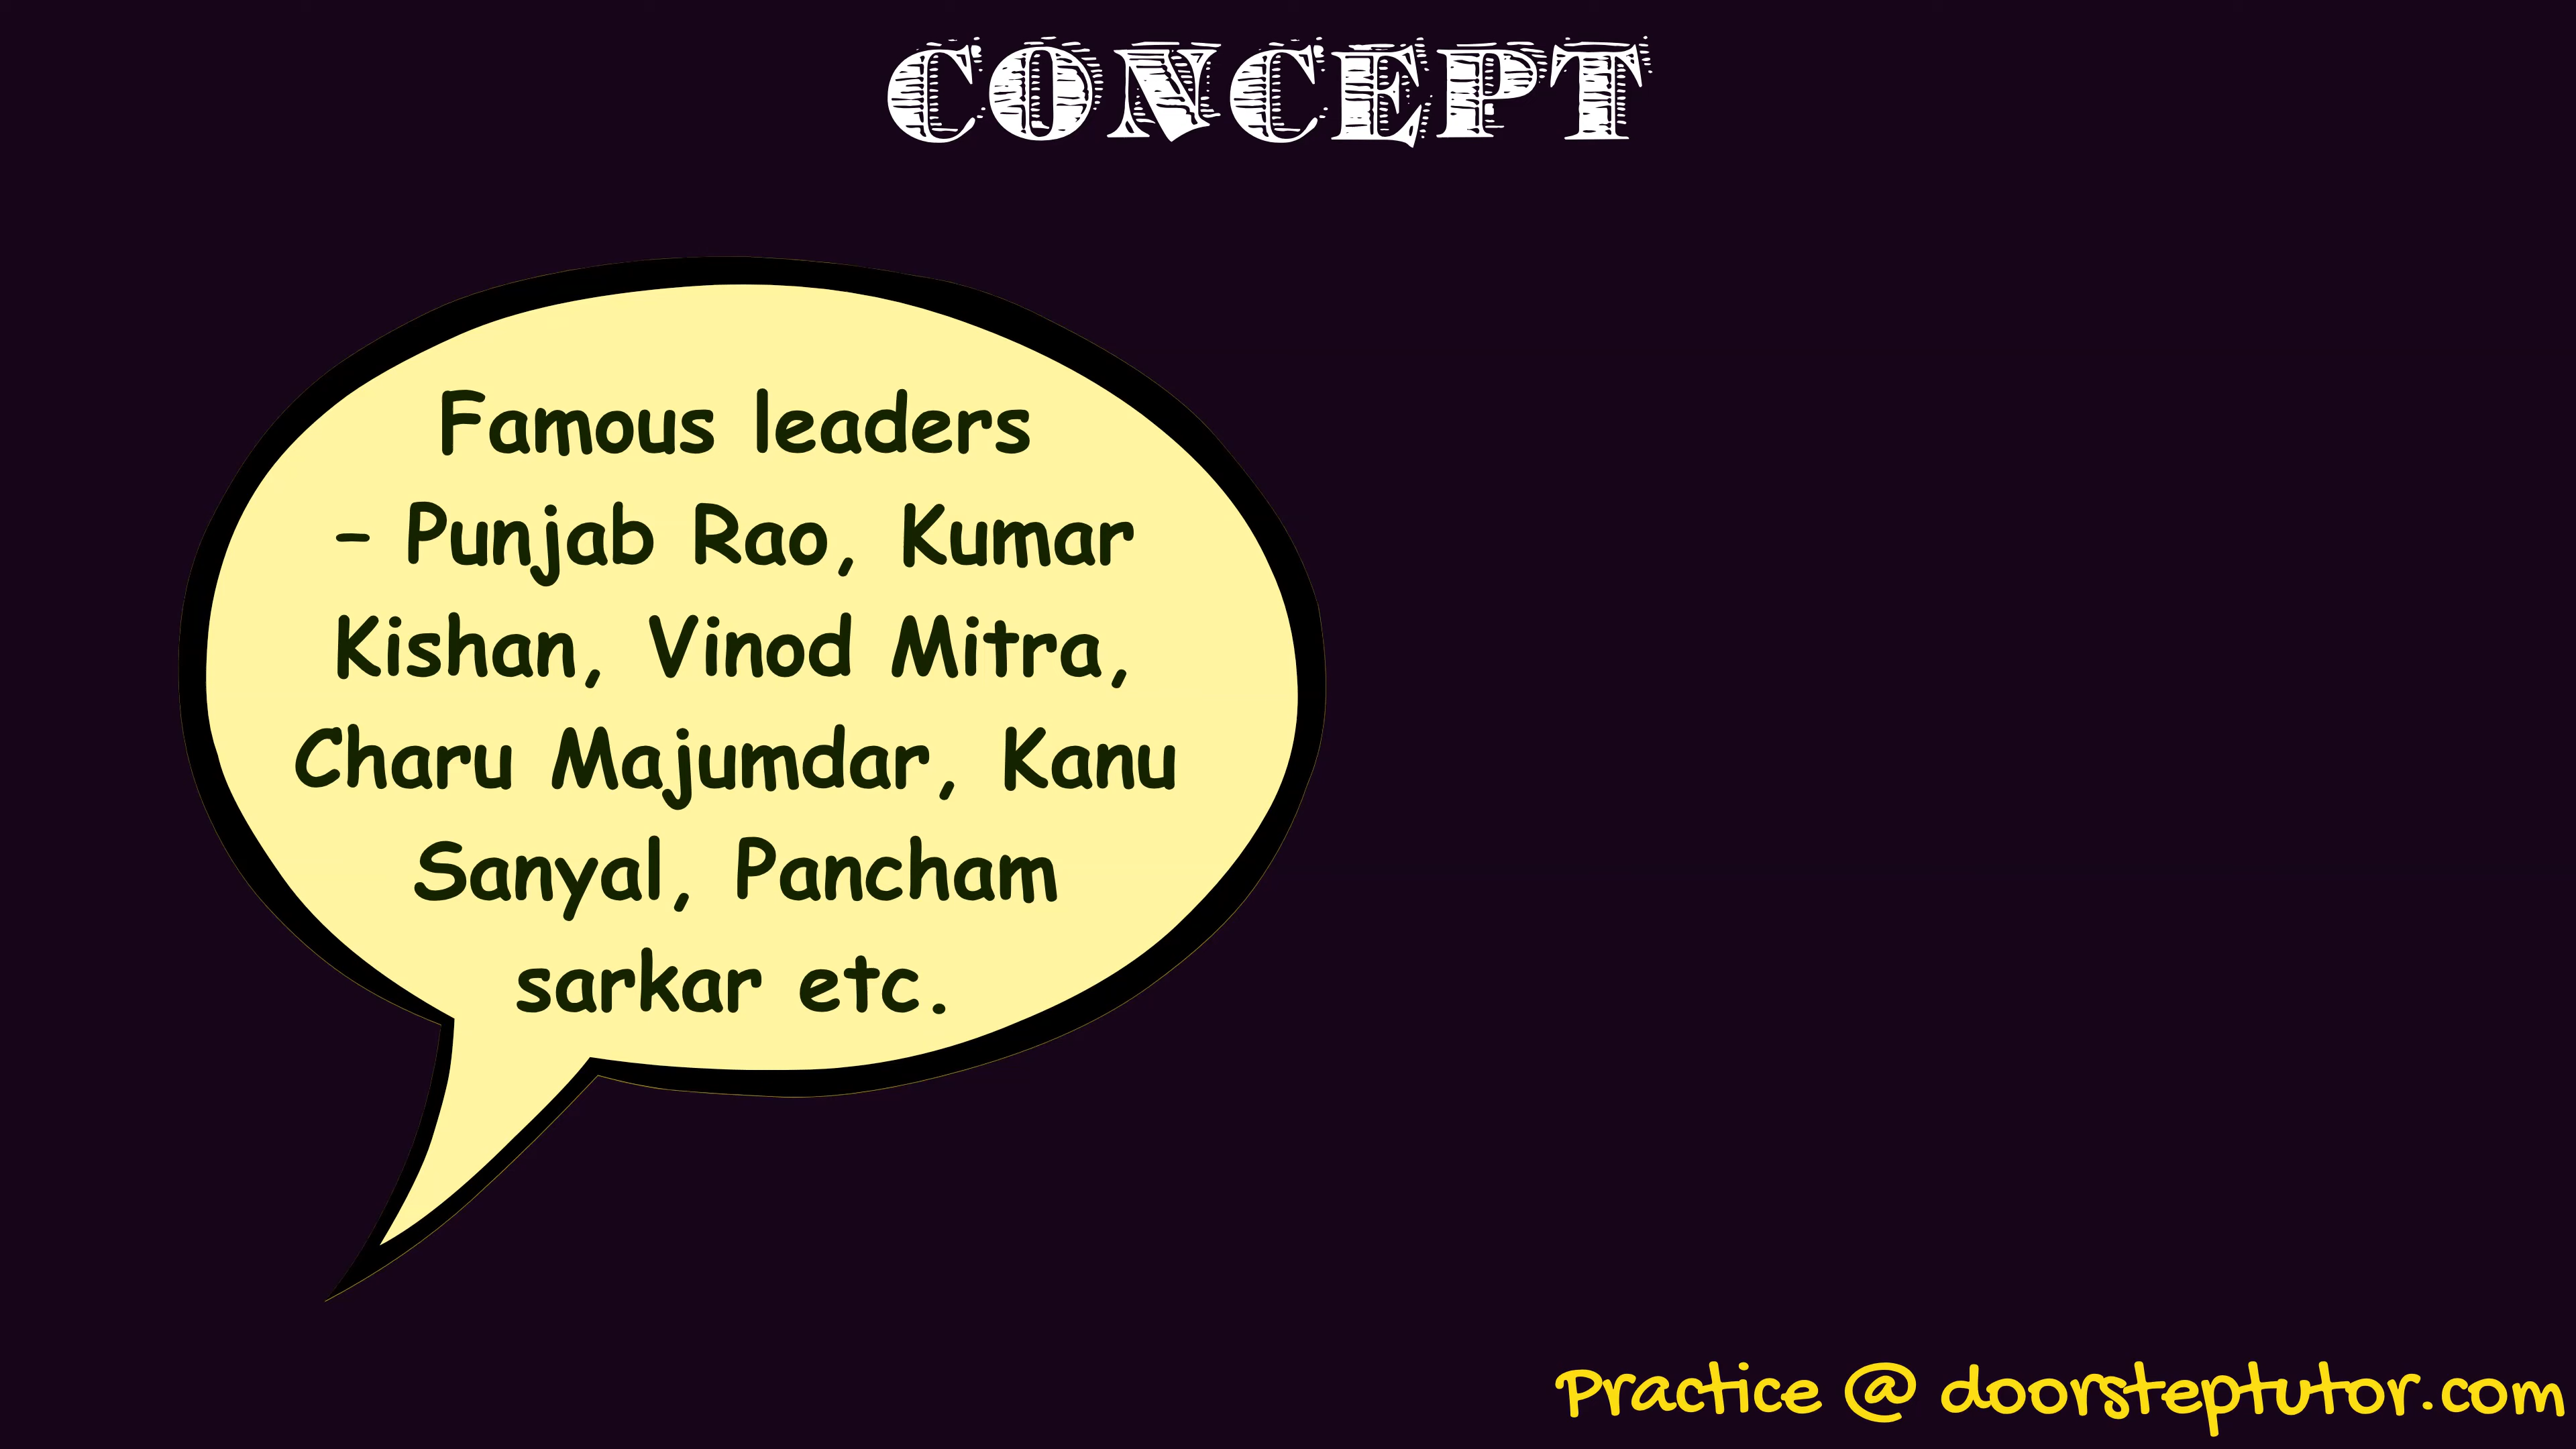 CONCEPT
Famous leaders
– Punjab Rao, Kumar
Kishan, Vinod Mitra,
Charu Majumdar, Kanu
Sanyal, Pancham
sarkar etc.
Practice @ doorsteptutor.com